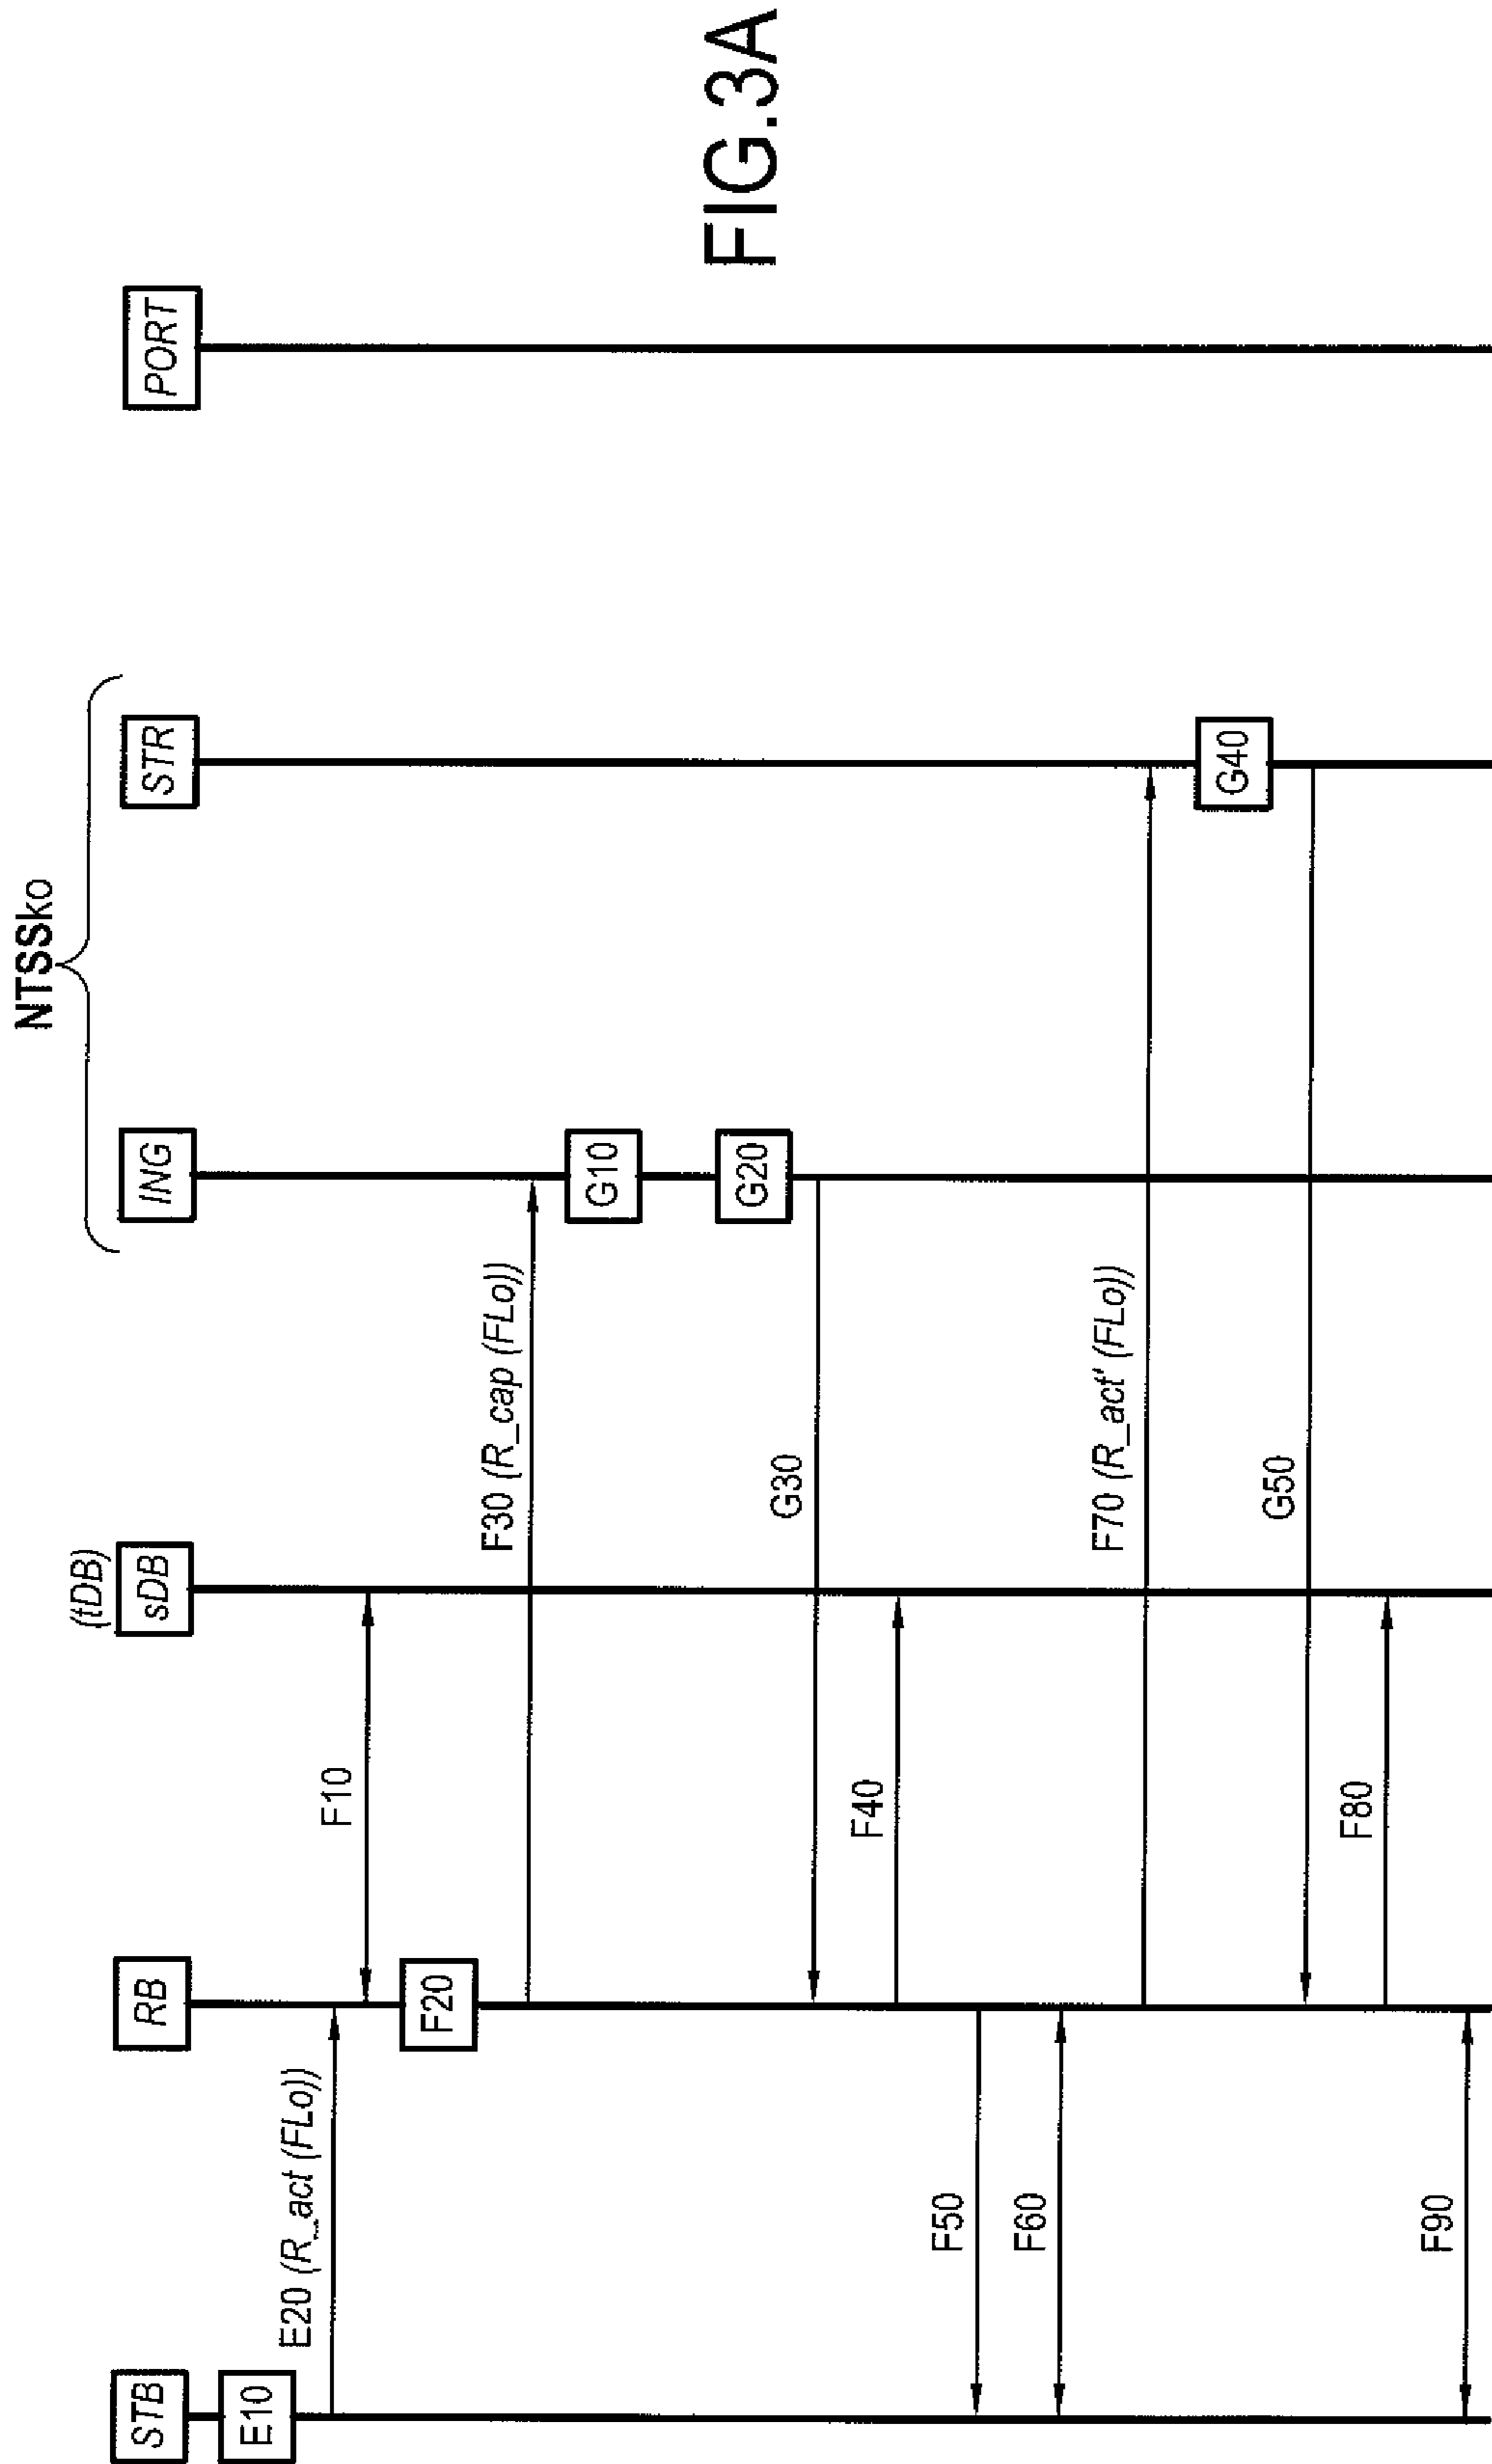 NTSSko
(tDB)
STB
RB
sDB
ING
STR
PORT
E10
E20 (R_act (FLo))
F10
F20
F30 (R_cap (FLo))
G10
G20
G30
F40
F50
F60
F70 (R_act' (FLo))
G40
G50
F80
F90
FIG.3A